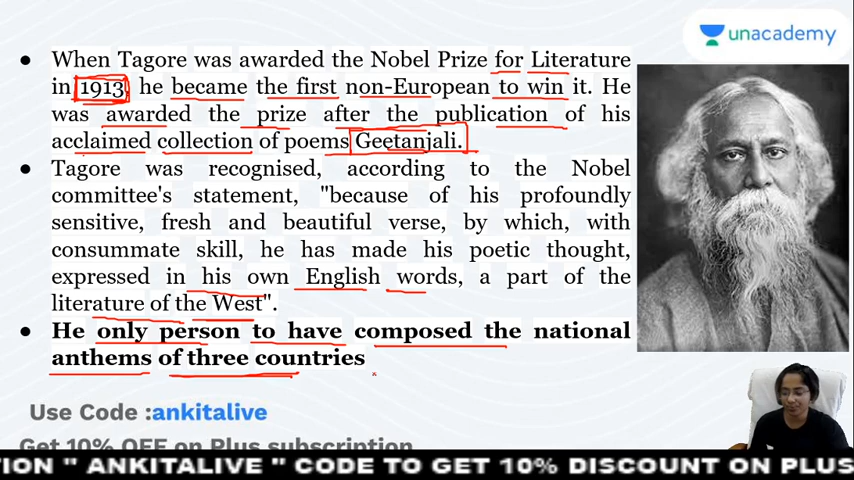 unacademy
● When Tagore was awarded the Nobel Prize for Literature
in 1913, he became the first non-European to win it. He
was awarded the prize after the publication of his
acclaimed collection of poems Geetanjali.
● Tagore was recognised, according to the Nobel
committee's statement, "because of his profoundly
sensitive, fresh and beautiful verse, by which, with
consummate skill, he has made his poetic thought,
expressed in his own English words, a part of the
literature of the West".
● He only person to have composed the national
anthems of three countries
Use Code :ankitalive
Get 10% OFF on Plus subscription
TION " ANKITALIVE " CODE TO GET 10% DISCOUNT ON PLUS